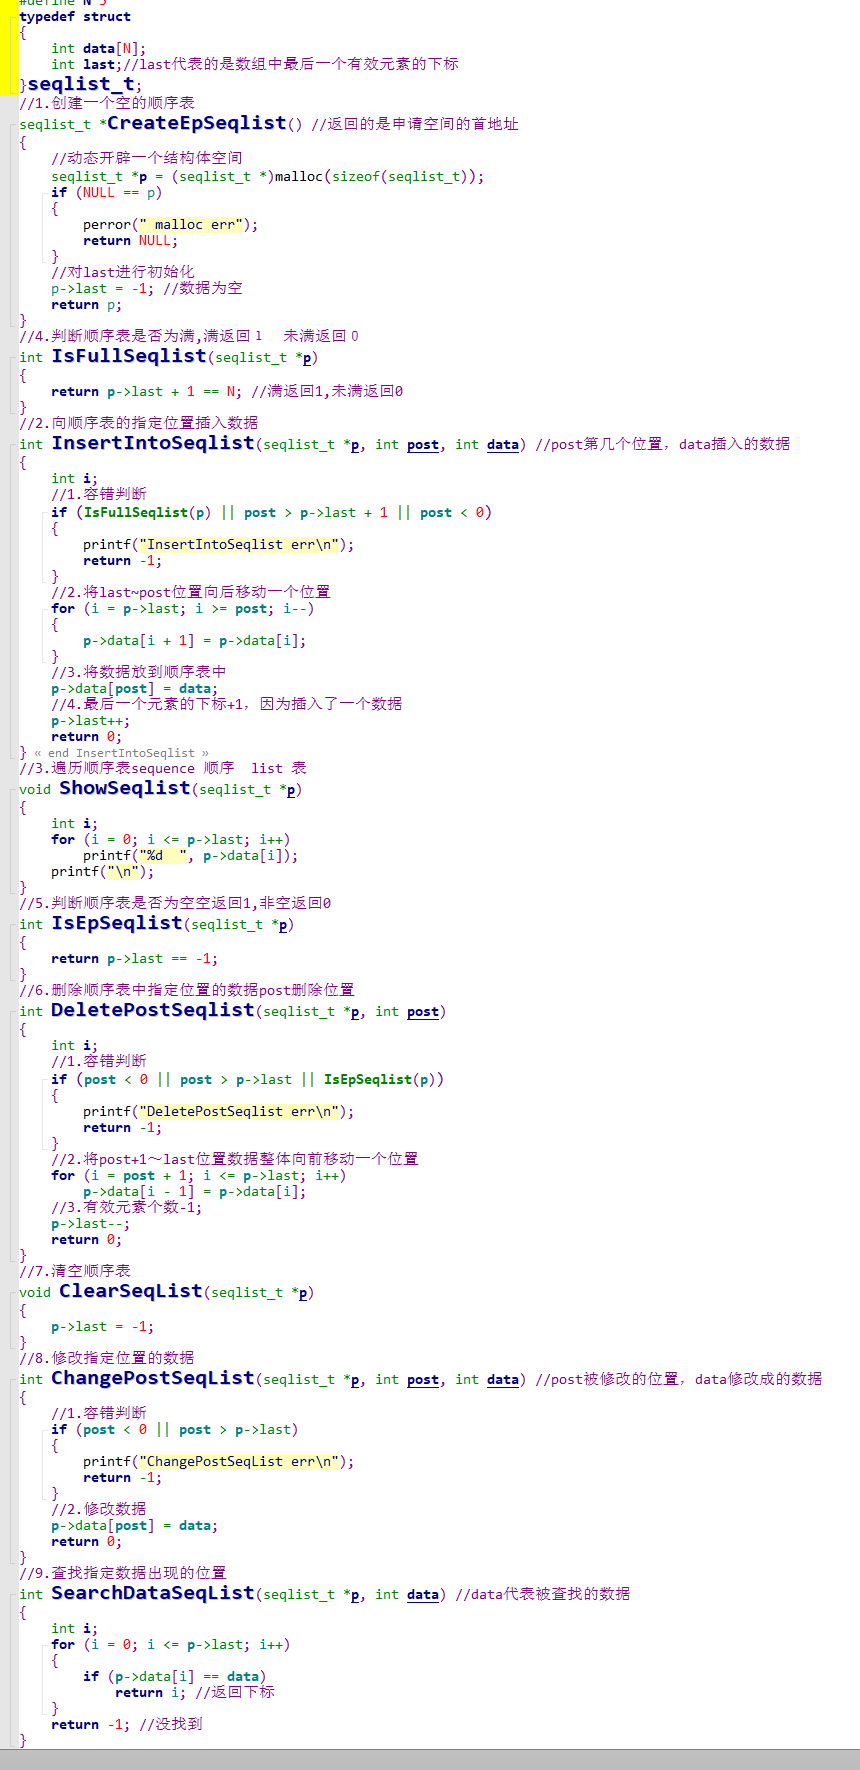 #define N 5
typedef struct
{
int data[N];
int last;//last代表的是数组中最后一个有效元素的下标
}seqlist_t;
//1.创建一个空的顺序表
seqlist_t *CreateEpSeqlist() //返回的是申请空间的首地址
{
//动态开辟一个结构体空间
seqlist_t *p = (seqlist_t *)malloc(sizeof(seqlist_t));
if (NULL == p)
{
perror(" malloc err");
return NULL;
}
//对last进行初始化
p->last = -1; //数据为空
return p;
}
//4.判断顺序表是否为满,满返回１ 未满返回０
int IsFullSeqlist(seqlist_t *p)
{
return p->last + 1 == N; //满返回1,未满返回0
}
//2.向顺序表的指定位置插入数据
int InsertIntoSeqlist(seqlist_t *p, int post, int data) //post第几个位置，data插入的数据
{
int i;
//1.容错判断
if (IsFullSeqlist(p) || post > p->last + 1 || post < 0)
{
printf("InsertIntoSeqlist err\n");
return -1;
}
//2.将last~post位置向后移动一个位置
for (i = p->last; i >= post; i--)
{
p->data[i + 1] = p->data[i];
}
//3.将数据放到顺序表中
p->data[post] = data;
//4.最后一个元素的下标+1，因为插入了一个数据
p->last++;
return 0;
} « end InsertIntoSeqlist »
//3.遍历顺序表sequence 顺序 list 表
void ShowSeqlist(seqlist_t *p)
{
int i;
for (i = 0; i <= p->last; i++)
printf("%d  ", p->data[i]);
printf("\n");
}
//5.判断顺序表是否为空空返回1,非空返回0
int IsEpSeqlist(seqlist_t *p)
{
return p->last == -1;
}
//6.删除顺序表中指定位置的数据post删除位置
int DeletePostSeqlist(seqlist_t *p, int post)
{
int i;
//1.容错判断
if (post < 0 || post > p->last || IsEpSeqlist(p))
{
printf("DeletePostSeqlist err\n");
return -1;
}
//2.将post+1～last位置数据整体向前移动一个位置
for (i = post + 1; i <= p->last; i++)
p->data[i - 1] = p->data[i];
//3.有效元素个数-1;
p->last--;
return 0;
}
//7.清空顺序表
void ClearSeqList(seqlist_t *p)
{
p->last = -1;
}
//8.修改指定位置的数据
int ChangePostSeqList(seqlist_t *p, int post, int data) //post被修改的位置，data修改成的数据
{
//1.容错判断
if (post < 0 || post > p->last)
{
printf("ChangePostSeqList err\n");
return -1;
}
//2.修改数据
p->data[post] = data;
return 0;
}
//9.查找指定数据出现的位置
int SearchDataSeqList(seqlist_t *p, int data) //data代表被查找的数据
{
int i;
for (i = 0; i <= p->last; i++)
{
if (p->data[i] == data)
return i; //返回下标
}
return -1; //没找到
}